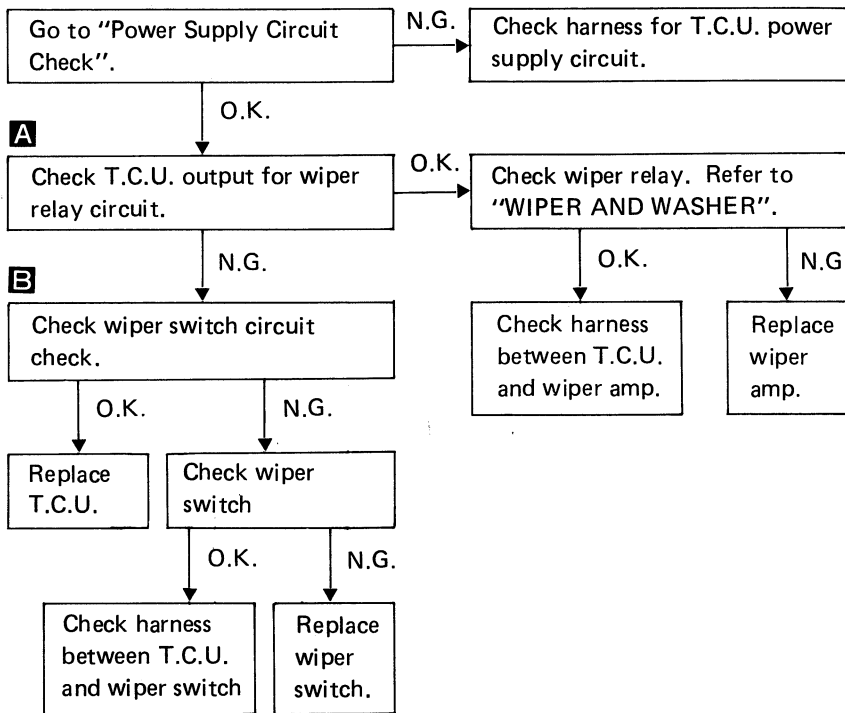 Go to “Power Supply Circuit
Check”.
N.G.
Check harness for T.C.U. power
supply circuit.
O.K.
A
Check T.C.U. output for wiper
relay circuit.
O.K.
Check wiper relay. Refer to
“WIPER AND WASHER”.
N.G.
O.K.
N.G
B
Check wiper switch circuit
check.
Check harness
between T.C.U.
and wiper amp.
Replace
wiper
amp.
O.K.
N.G.
Replace
T.C.U.
Check wiper
switch
O.K.
N.G.
Check harness
between T.C.U.
and wiper switch
Replace
wiper
switch.